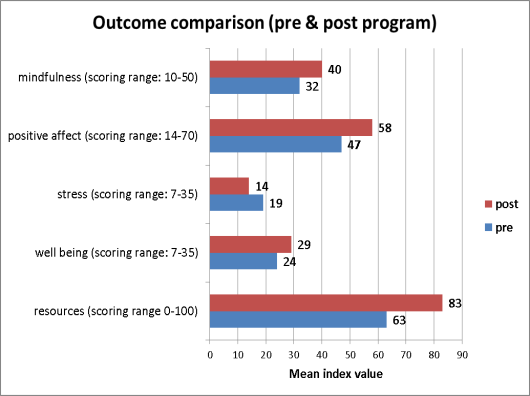 Outcome comparison (pre & post program)
mindfulness (scoring range: 10-50)
40
32
positive affect (scoring range: 14-70)
58
47
stress (scoring range: 7-35)
14
19
well being (scoring range: 7-35)
29
24
resources (scoring range 0-100)
83
63
post
pre
0 10 20 30 40 50 60 70 80 90
Mean index value